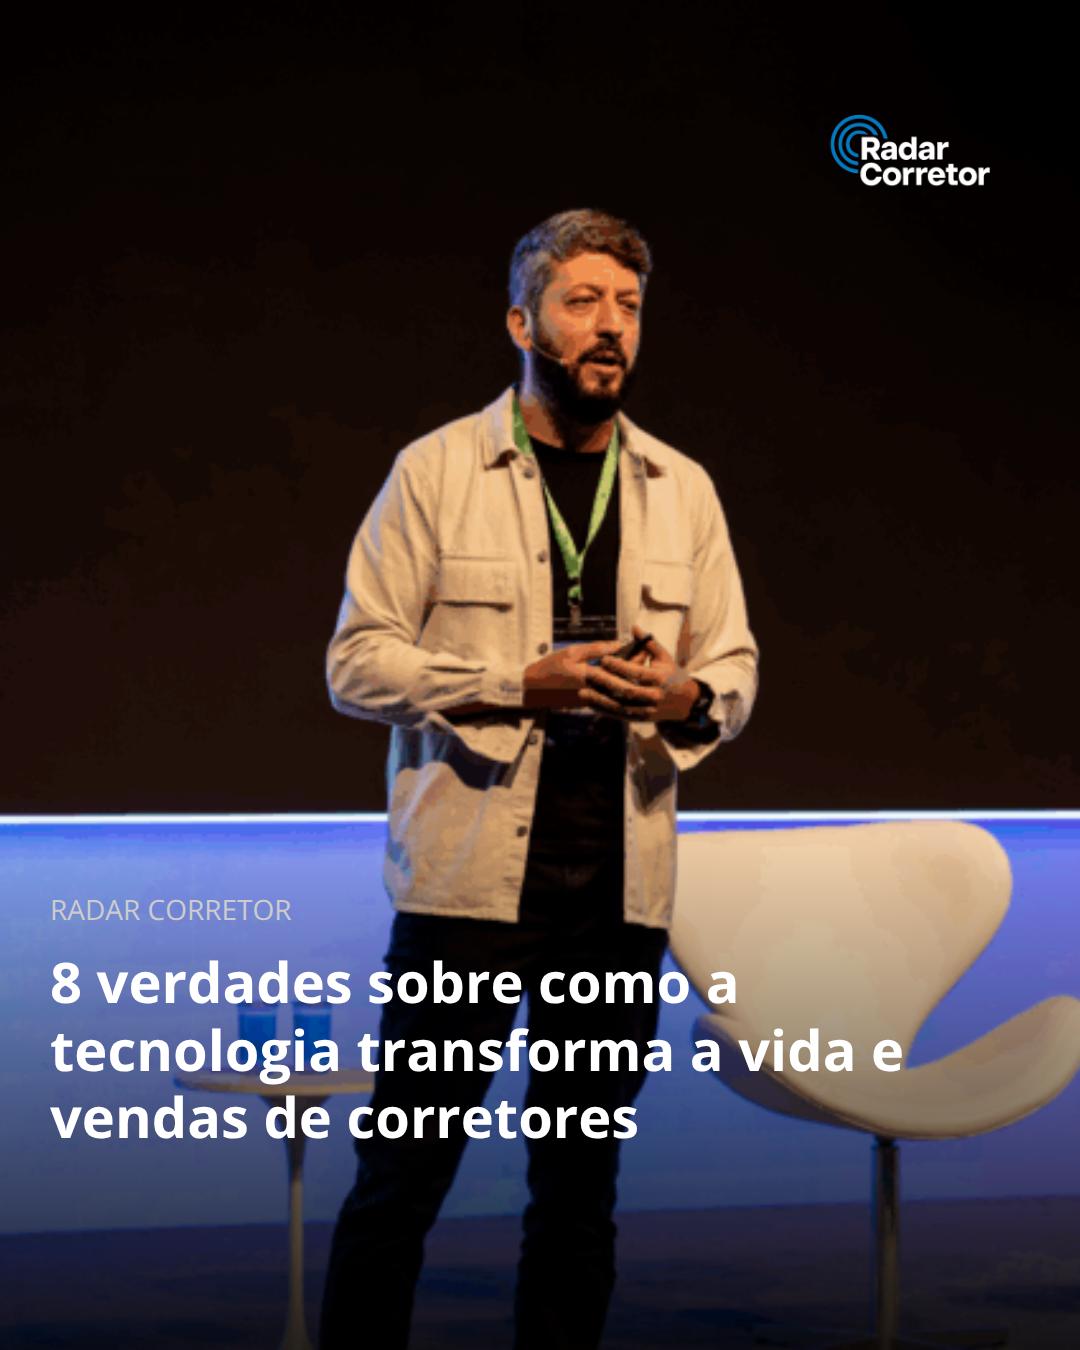 Radar
Corretor
RADAR CORRETOR
8 verdades sobre como a
tecnologia transforma a vida e
vendas de corretores